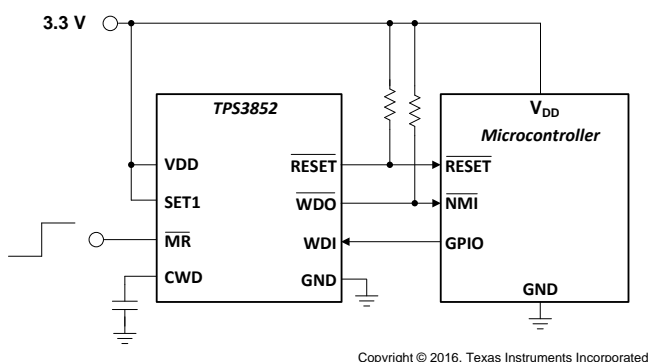 3.3 V
TPS3852
VDD
SET1
MR
CWD
RESET
WDO
WDI
GND
VDD
Microcontroller
RESET
NMI
GPIO
GND
Copyright © 2016, Texas Instruments Incorporated